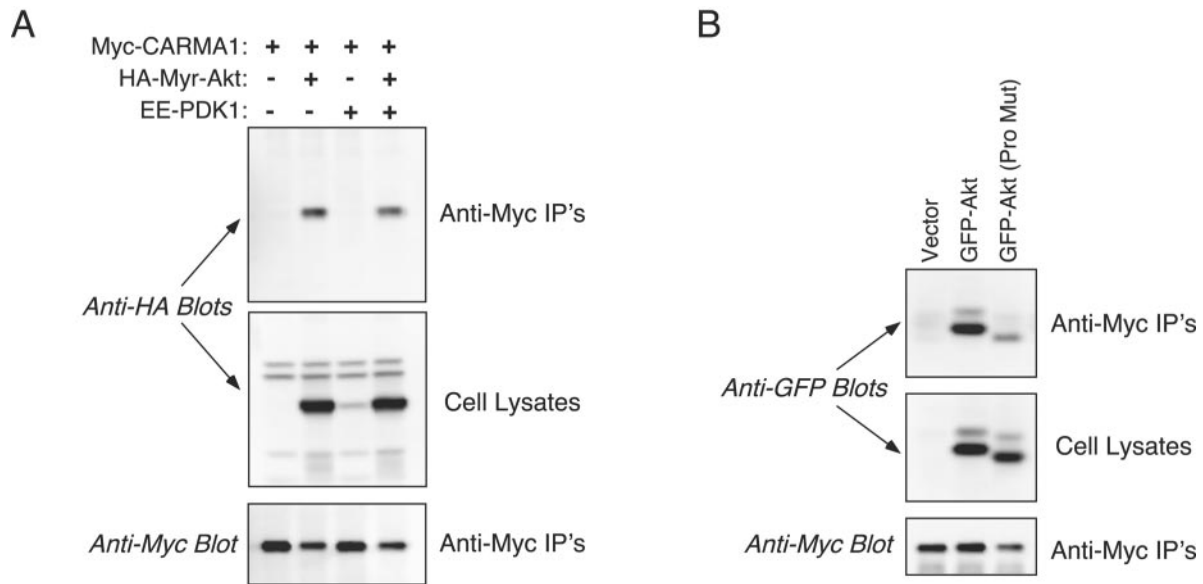 A
Myc-CARMA1: + + + +
HA-Myr-Akt: - + - +
EE-PDK1: - - + +
Anti-Myc IP's
Anti-HA Blots
Cell Lysates
Anti-Myc Blot
Anti-Myc IP's
B
Vector
GFP-Akt
GFP-Akt (Pro Mut)
Anti-Myc IP's
Anti-GFP Blots
Cell Lysates
Anti-Myc Blot
Anti-Myc IP's